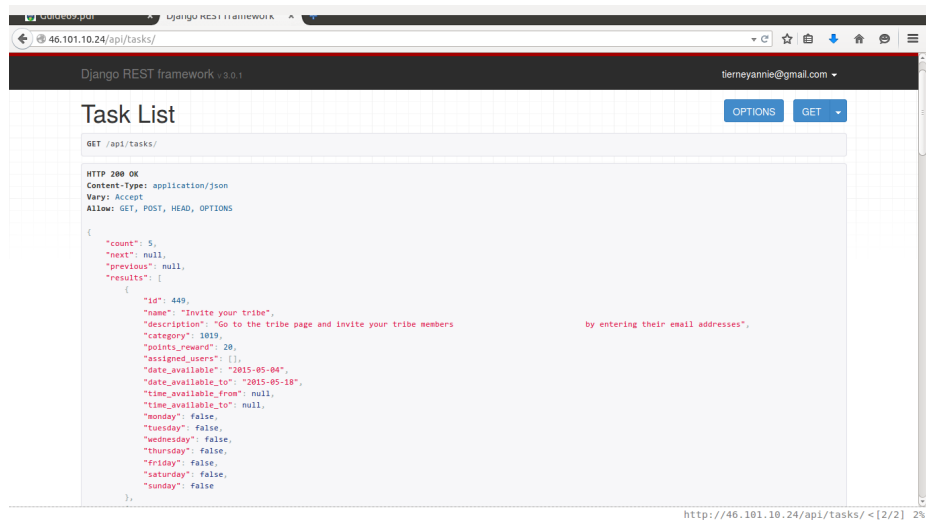 Guide69.pdf × Django REST framework ×
46.101.10.24/api/tasks/
Django REST framework v 3.0.1 tierneyannie@gmail.com
Task List OPTIONS GET
GET /api/tasks/
HTTP 200 OK
Content-Type: application/json
Vary: Accept
Allow: GET, POST, HEAD, OPTIONS
{
"count": 5,
"next": null,
"previous": null,
"results": [
{
"id": 449,
"name": "Invite your tribe",
"description": "Go to the tribe page and invite your tribe members by entering their email addresses",
"category": 1019,
"points_reward": 20,
"assigned_users": [],
"date_available": "2015-05-04",
"date_available_to": "2015-05-18",
"time_available_from": null,
"time_available_to": null,
"monday": false,
"tuesday": false,
"wednesday": false,
"thursday": false,
"friday": false,
"saturday": false,
"sunday": false
},
http://46.101.10.24/api/tasks/ <[2/2] 2%